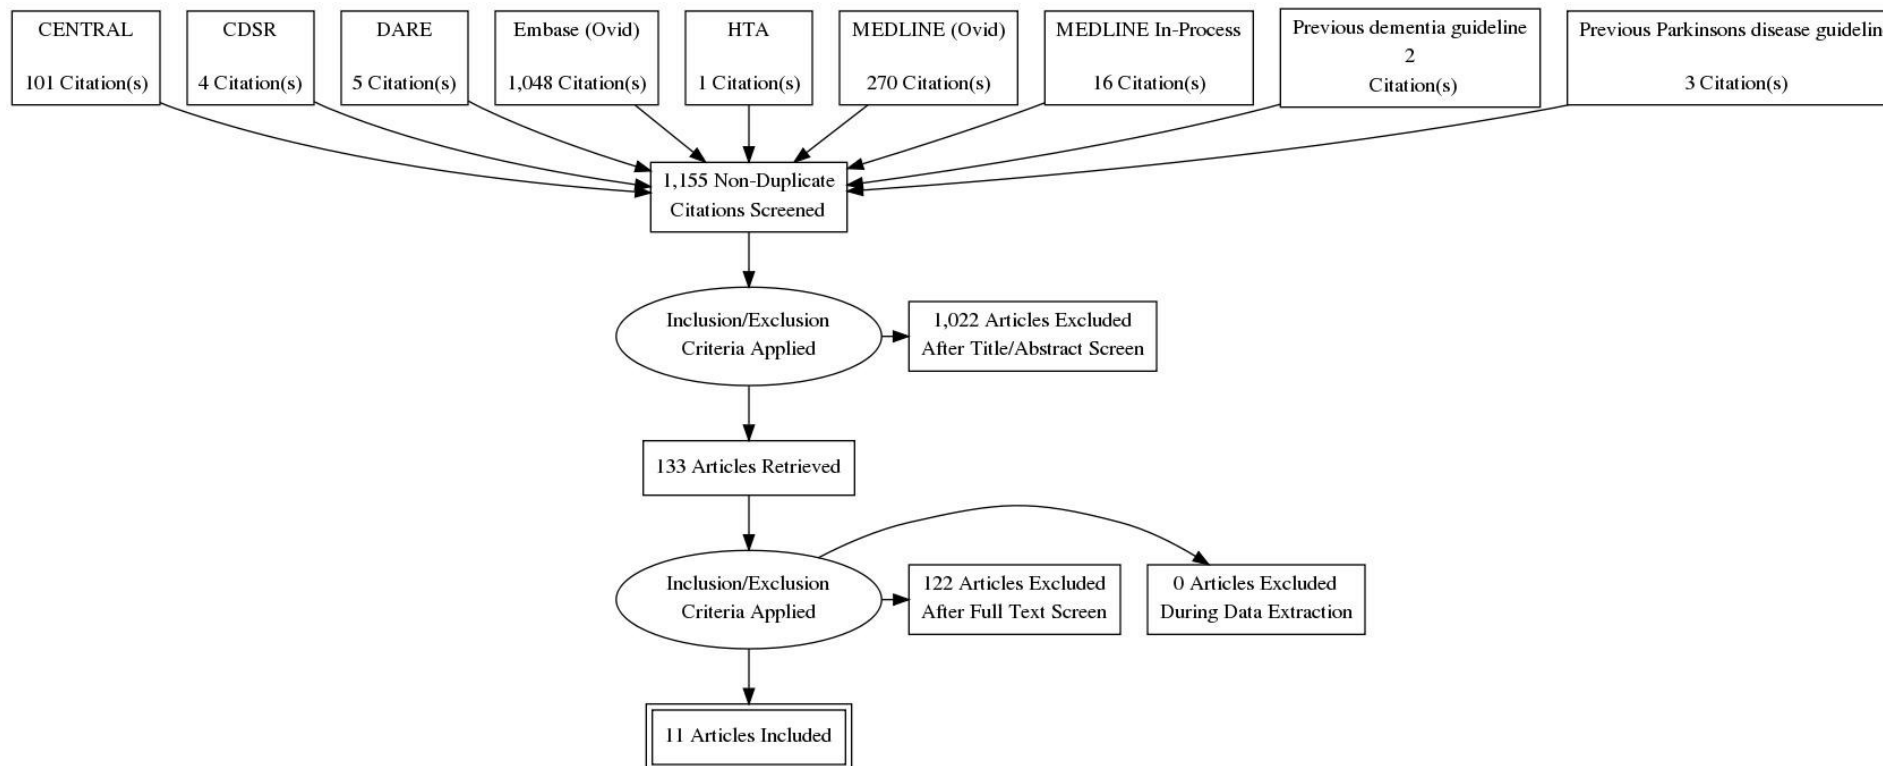 CENTRAL
101 Citation(s)
CDSR
4 Citation(s)
DARE
5 Citation(s)
Embase (Ovid)
1,048 Citation(s)
HTA
1 Citation(s)
MEDLINE (Ovid)
270 Citation(s)
MEDLINE In-Process
16 Citation(s)
Previous dementia guideline
2
Citation(s)
Previous Parkinsons disease guideline
3 Citation(s)
1,155 Non-Duplicate
Citations Screened
Inclusion/Exclusion
Criteria Applied
1,022 Articles Excluded
After Title/Abstract Screen
133 Articles Retrieved
Inclusion/Exclusion
Criteria Applied
122 Articles Excluded
After Full Text Screen
0 Articles Excluded
During Data Extraction
11 Articles Included